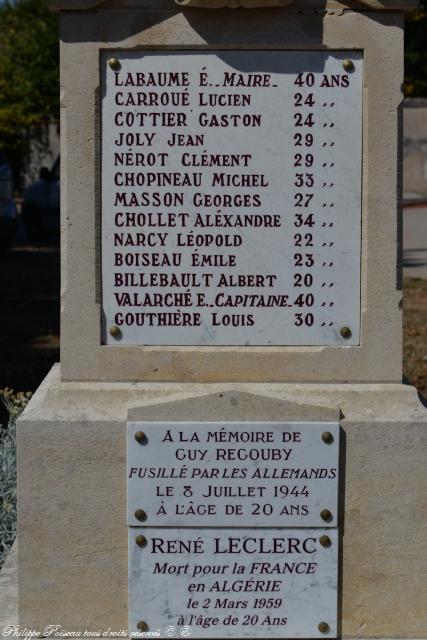 LABAUME É.. MAIRE_ 40 ANS
CARROUÉ LUCIEN 24 ,,
COTTIER GASTON 24 ,,
JOLY JEAN 29 ,,
NÉROT CLÉMENT 29 ,,
CHOPINEAU MICHEL 33 ,,
MASSON GEORGES 27 ,,
CHOLLET ALÉXANDRE 34 ,,
NARCY LÉOPOLD 22 ,,
BOISEAU ÉMILE 23 ,,
BILLEBAULT ALBERT 20 ,,
VALARCHÉ E.. CAPITAINE_ 40 ,,
GOUTHIÈRE LOUIS 30 ,,
À LA MÉMOIRE DE
GUY REGOUBY
FUSILLÉ PAR LES ALLEMANDS
LE 8 JUILLET 1944
À L'ÂGE DE 20 ANS
RENÉ LECLERC
Mort pour la FRANCE
en ALGÉRIE
le 2 Mars 1959
à l'âge de 20 Ans
Philippe Poiseau tous droits réservés © ®